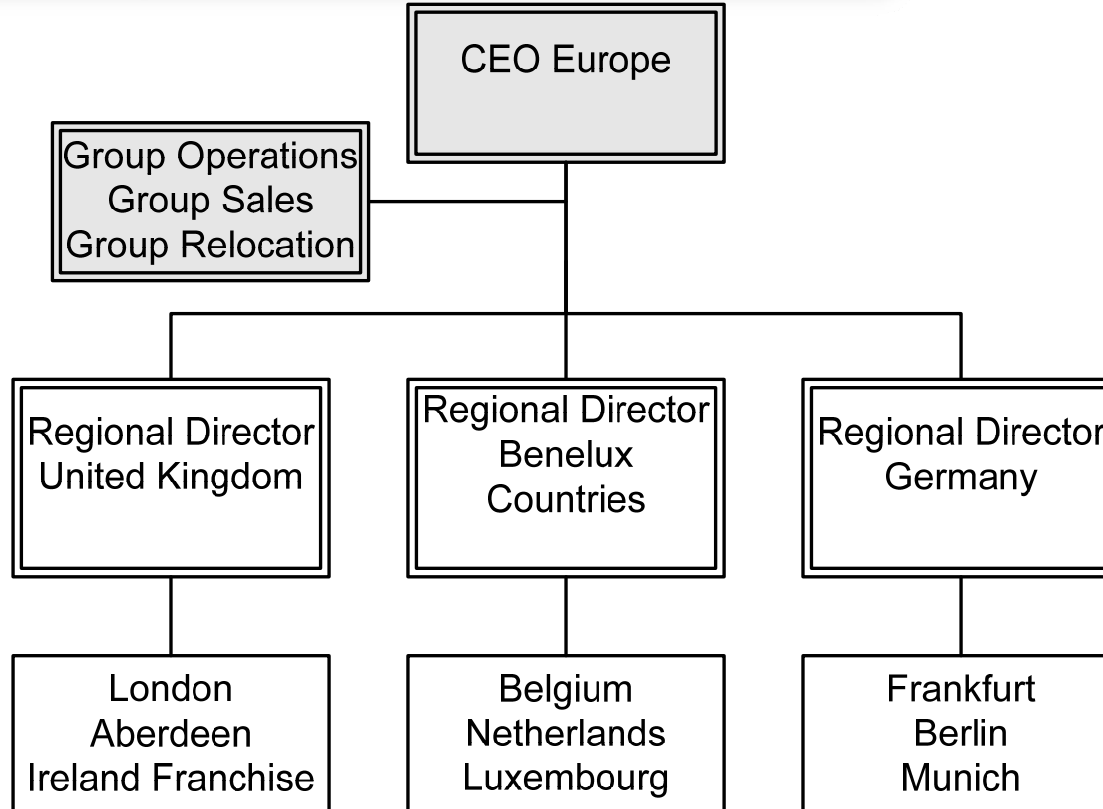 CEO Europe
Group Operations
Group Sales
Group Relocation
Regional Director
United Kingdom
Regional Director
Benelux
Countries
Regional Director
Germany
London
Aberdeen
Ireland Franchise
Belgium
Netherlands
Luxembourg
Frankfurt
Berlin
Munich